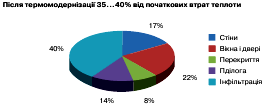 Після термомодернізації 35...40% від початкових втрат теплоти
17%
40%
22%
14%
8%
Стіни
Вікна і двері
Перекриття
Підлога
Інфільтрація